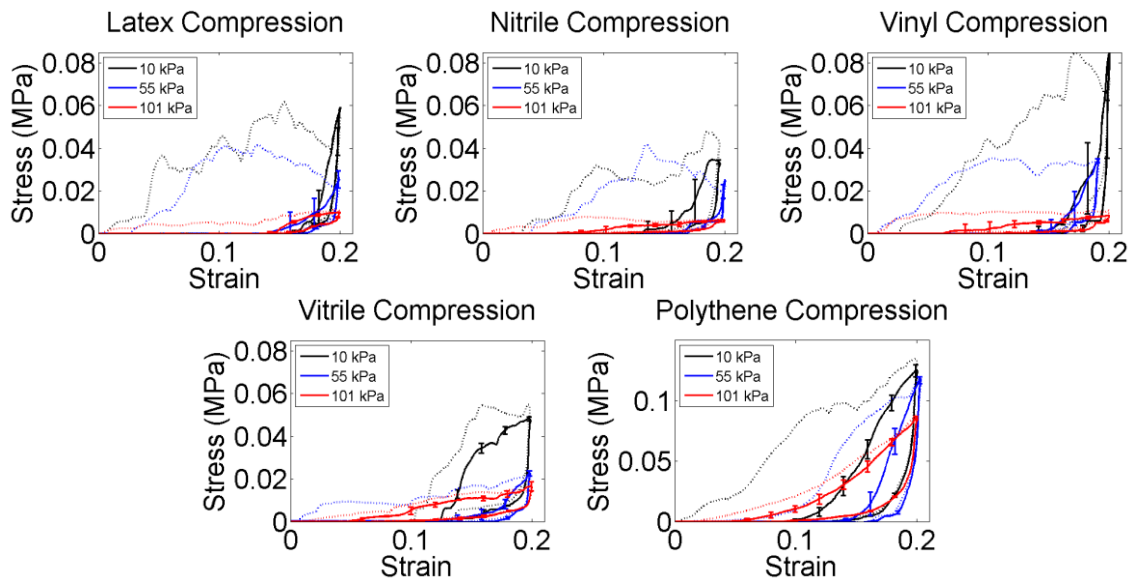 Latex Compression
Stress (MPa)
0.08
0.06
0.04
0.02
0
10 kPa
55 kPa
101 kPa
0 0.1 0.2
Strain
Nitrile Compression
Stress (MPa)
0.08
0.06
0.04
0.02
0
10 kPa
55 kPa
101 kPa
0 0.1 0.2
Strain
Vinyl Compression
Stress (MPa)
0.08
0.06
0.04
0.02
0
10 kPa
55 kPa
101 kPa
0 0.1 0.2
Strain
Vitrile Compression
Stress (MPa)
0.08
0.06
0.04
0.02
0
10 kPa
55 kPa
101 kPa
0 0.1 0.2
Strain
Polythene Compression
Stress (MPa)
0.1
0.05
0
10 kPa
55 kPa
101 kPa
0 0.1 0.2
Strain